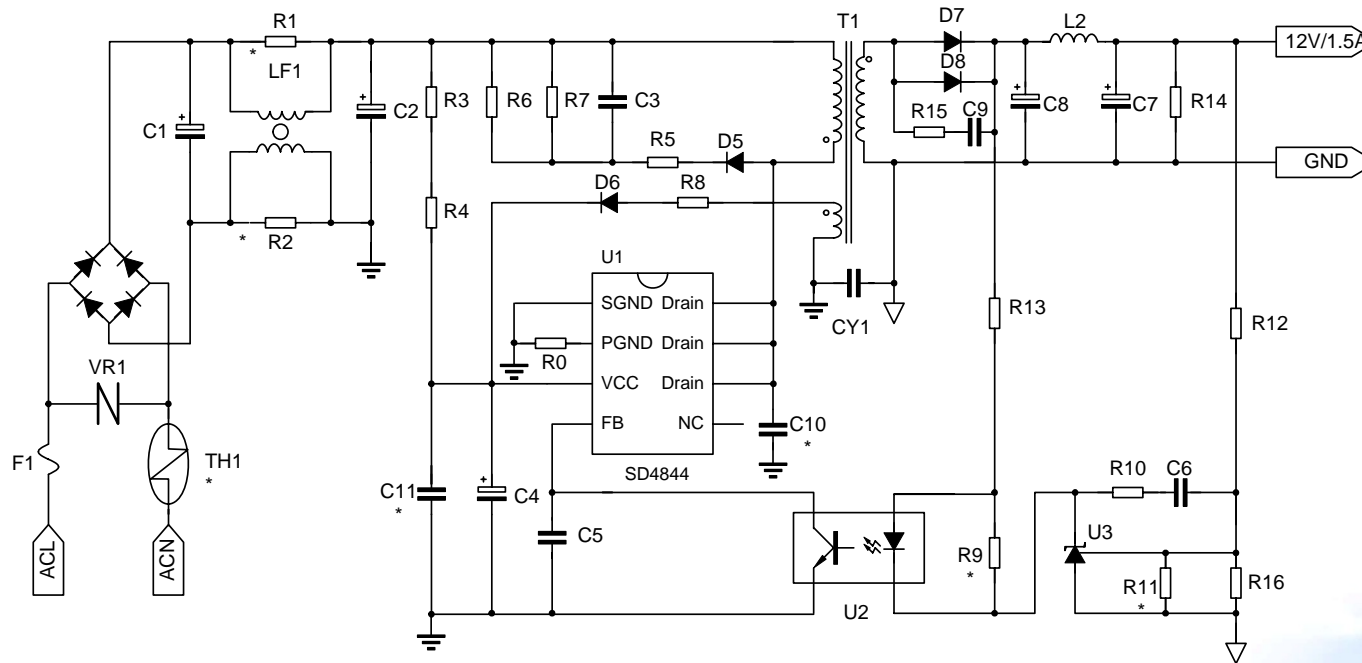 R1
*
LF1
C1
+
R2
*
C2
+
R3
R4
R6
R7
C3
R5
D5
D6
R8
T1
D7
D8
R15
C9
L2
C8
+
C7
+
R14
12V/1.5A
GND
U1
SGND
PGND
VCC
FB
Drain
Drain
Drain
NC
SD4844
R0
CY1
R13
R12
VR1
F1
TH1
*
ACL
ACN
C11
*
C4
+
C5
C10
*
U2
R9
*
R10
C6
U3
R11
*
R16